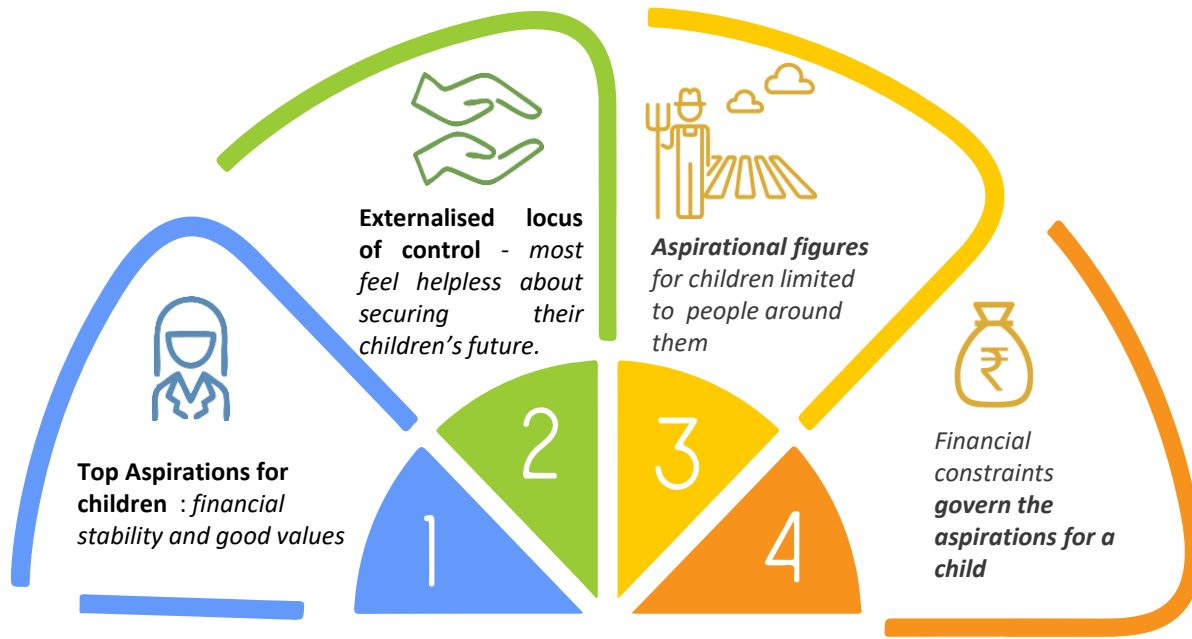 Top Aspirations for
children : financial
stability and good values
1
Externalised locus
of control - most
feel helpless about
securing their
children’s future.
2
Aspirational figures
for children limited
to people around
them
3
₹
Financial
constraints
govern the
aspirations for a
child
4